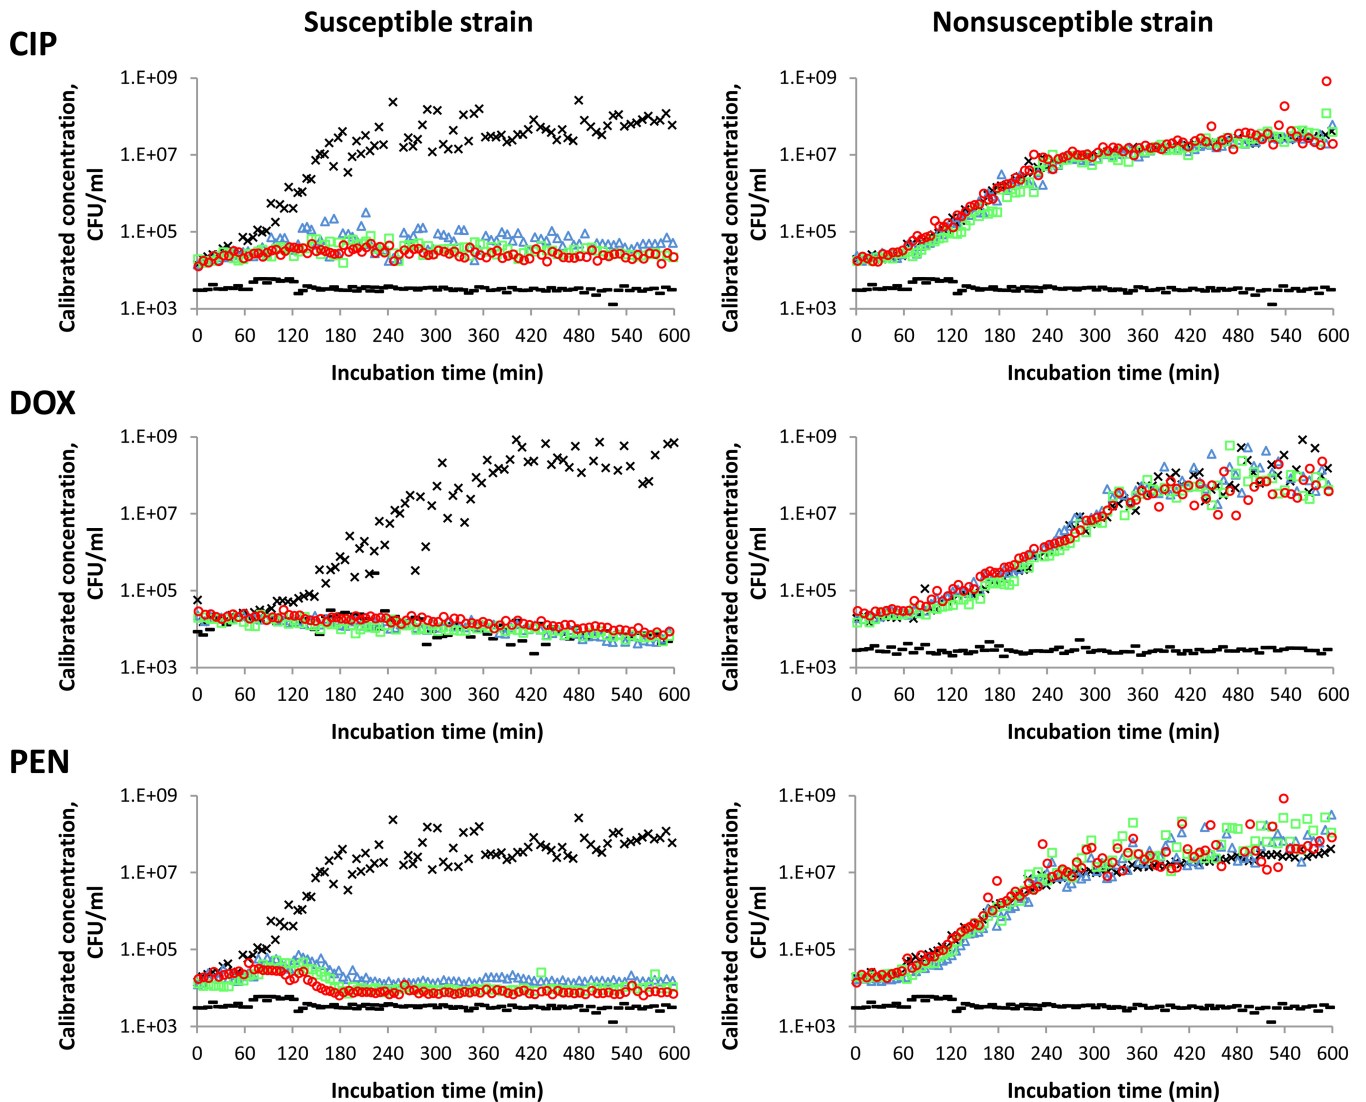 Susceptible strain
Nonsusceptible strain
CIP
Calibrated concentration,
CFU/ml
1.E+09
1.E+07
1.E+05
1.E+03
0 60 120 180 240 300 360 420 480 540 600
Incubation time (min)
Calibrated concentration,
CFU/ml
1.E+09
1.E+07
1.E+05
1.E+03
0 60 120 180 240 300 360 420 480 540 600
Incubation time (min)
DOX
Calibrated concentration,
CFU/ml
1.E+09
1.E+07
1.E+05
1.E+03
0 60 120 180 240 300 360 420 480 540 600
Incubation time (min)
Calibrated concentration,
CFU/ml
1.E+09
1.E+07
1.E+05
1.E+03
0 60 120 180 240 300 360 420 480 540 600
Incubation time (min)
PEN
Calibrated concentration,
CFU/ml
1.E+09
1.E+07
1.E+05
1.E+03
0 60 120 180 240 300 360 420 480 540 600
Incubation time (min)
Calibrated concentration,
CFU/ml
1.E+09
1.E+07
1.E+05
1.E+03
0 60 120 180 240 300 360 420 480 540 600
Incubation time (min)